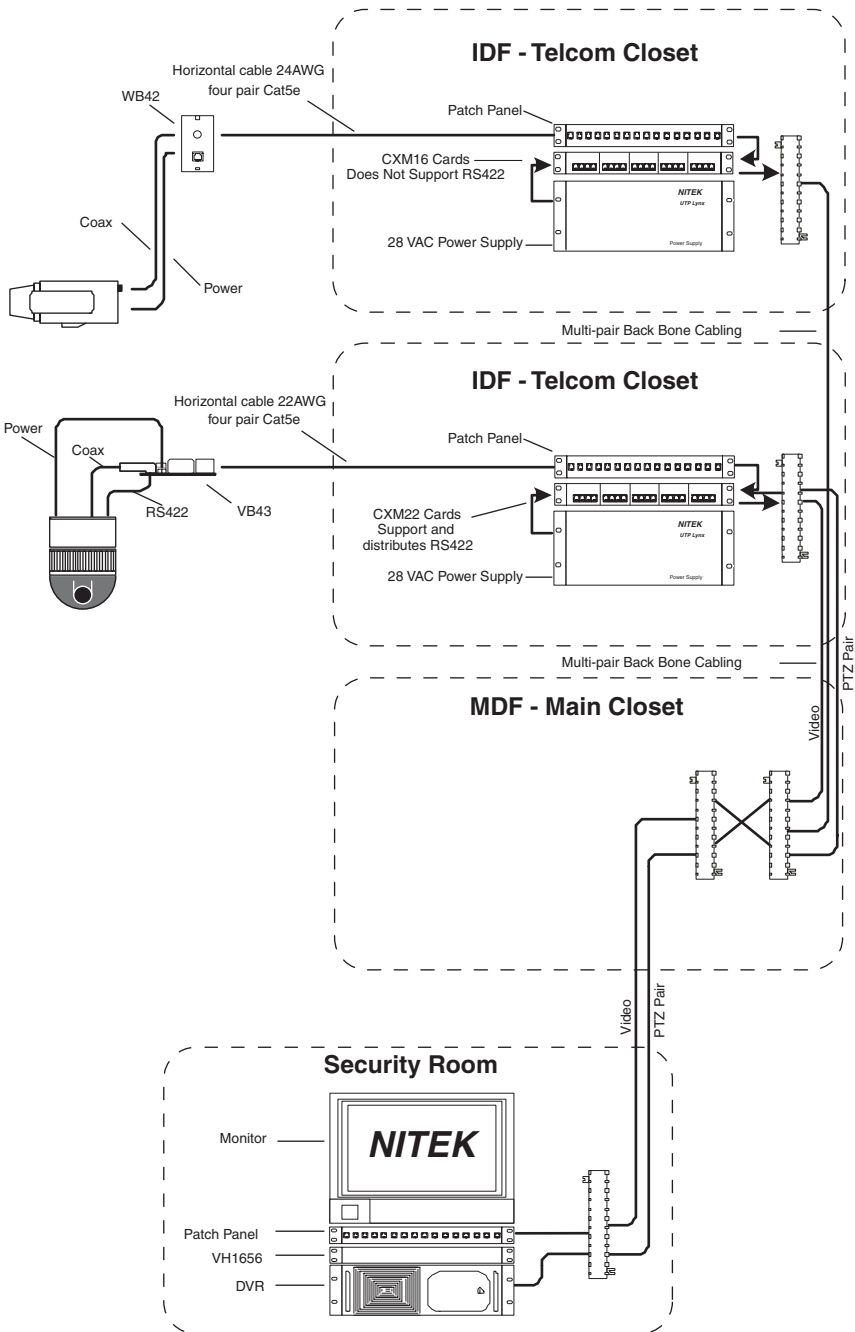 IDF - Telcom Closet
Horizontal cable 24AWG
four pair Cat5e
WB42
Patch Panel
CXM16 Cards
Does Not Support RS422
NITEK
UTP Lynx
Coax
28 VAC Power Supply
Power Supply
Power
Multi-pair Back Bone Cabling
IDF - Telcom Closet
Horizontal cable 22AWG
four pair Cat5e
Power
Patch Panel
Coax
RS422
VB43
CXM22 Cards
Support and
distributes RS422
NITEK
UTP Lynx
28 VAC Power Supply
Power Supply
Multi-pair Back Bone Cabling
PTZ Pair
Video
MDF - Main Closet
Video
PTZ Pair
Security Room
Monitor
NITEK
Patch Panel
VH1656
DVR